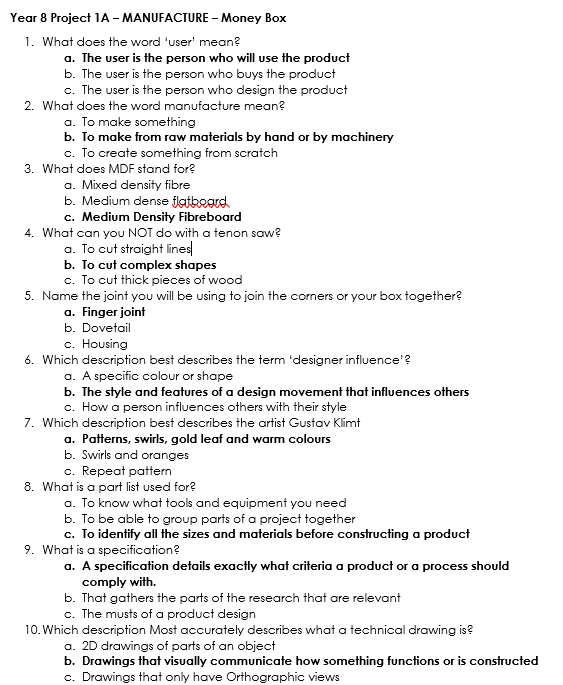 Year 8 Project 1A – MANUFACTURE – Money Box
1. What does the word ‘user’ mean?
a. The user is the person who will use the product
b. The user is the person who buys the product
c. The user is the person who design the product
2. What does the word manufacture mean?
a. To make something
b. To make from raw materials by hand or by machinery
c. To create something from scratch
3. What does MDF stand for?
a. Mixed density fibre
b. Medium dense flatboard
c. Medium Density Fibreboard
4. What can you NOT do with a tenon saw?
a. To cut straight lines
b. To cut complex shapes
c. To cut thick pieces of wood
5. Name the joint you will be using to join the corners or your box together?
a. Finger joint
b. Dovetail
c. Housing
6. Which description best describes the term ‘designer influence’?
a. A specific colour or shape
b. The style and features of a design movement that influences others
c. How a person influences others with their style
7. Which description best describes the artist Gustav Klimt
a. Patterns, swirls, gold leaf and warm colours
b. Swirls and oranges
c. Repeat pattern
8. What is a part list used for?
a. To know what tools and equipment you need
b. To be able to group parts of a project together
c. To identify all the sizes and materials before constructing a product
9. What is a specification?
a. A specification details exactly what criteria a product or a process should
comply with.
b. That gathers the parts of the research that are relevant
c. The musts of a product design
10. Which description Most accurately describes what a technical drawing is?
a. 2D drawings of parts of an object
b. Drawings that visually communicate how something functions or is constructed
c. Drawings that only have Orthographic views